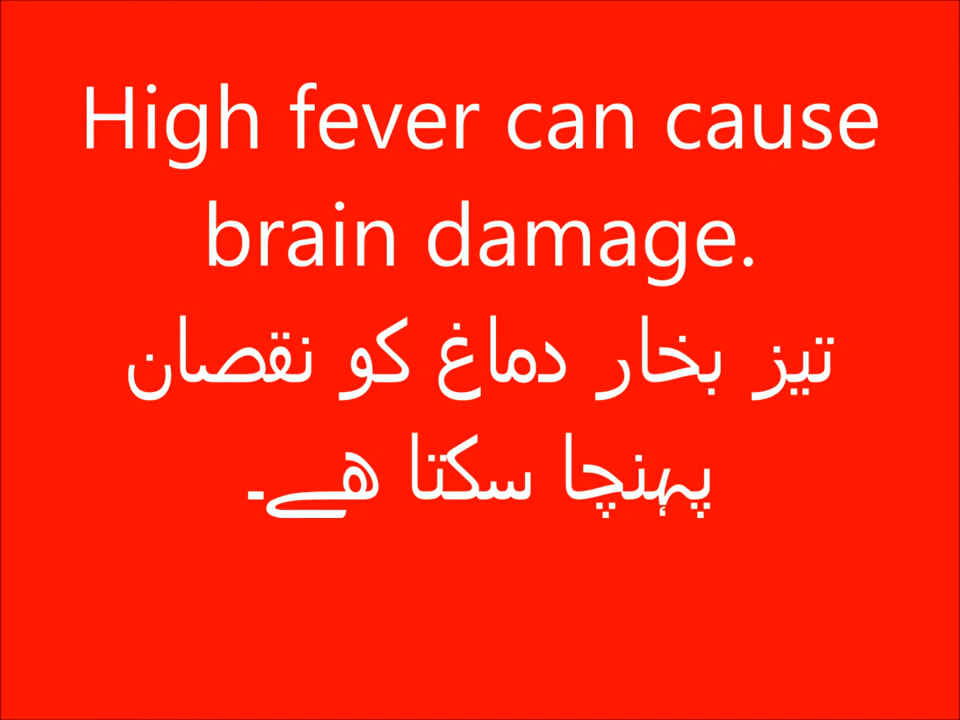 High fever can cause
brain damage.
تیز بخار دماغ کو نقصان
پہنچا سکتا ھے۔